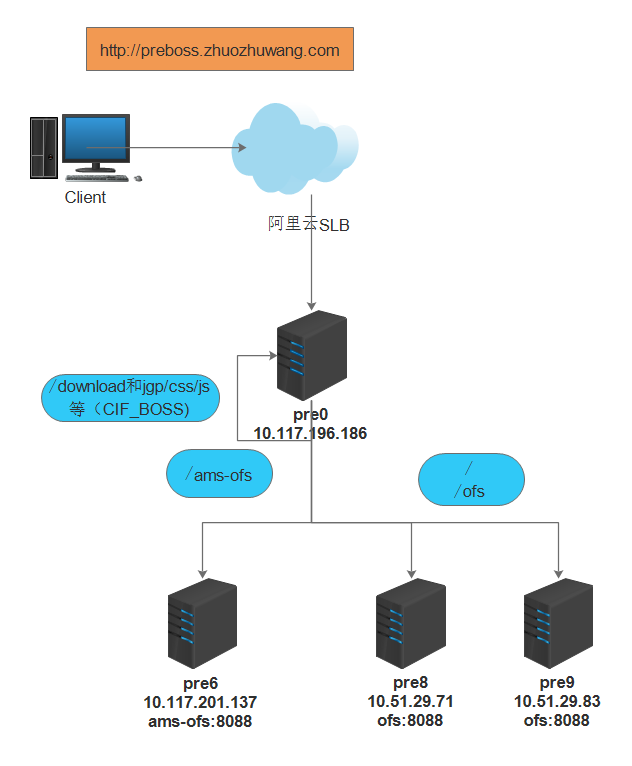 http://preboss.zhuozhuwang.com
Client
阿里云SLB
/download和jgp/css/js
等（CIF_BOSS)
pre0
10.117.196.186
/ams-ofs
/
/ofs
pre6
10.117.201.137
ams-ofs:8088
pre8
10.51.29.71
ofs:8088
pre9
10.51.29.83
ofs:8088